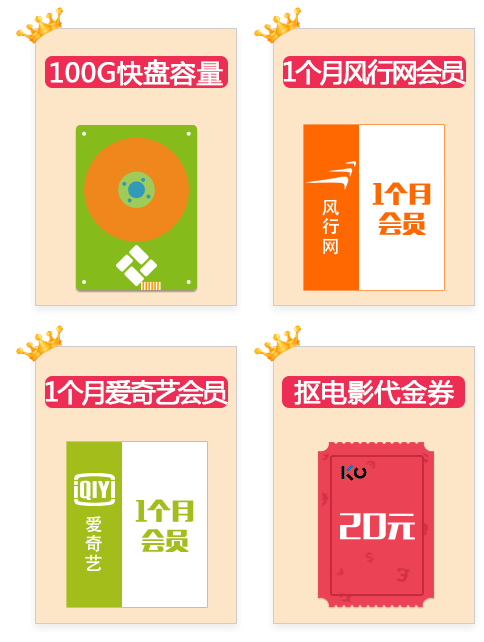 100G快盘容量
1个月风行网会员
风行网
1个月
会员
1个月爱奇艺会员
iQIYI
爱奇艺
1个月
会员
抠电影代金券
KO
20元